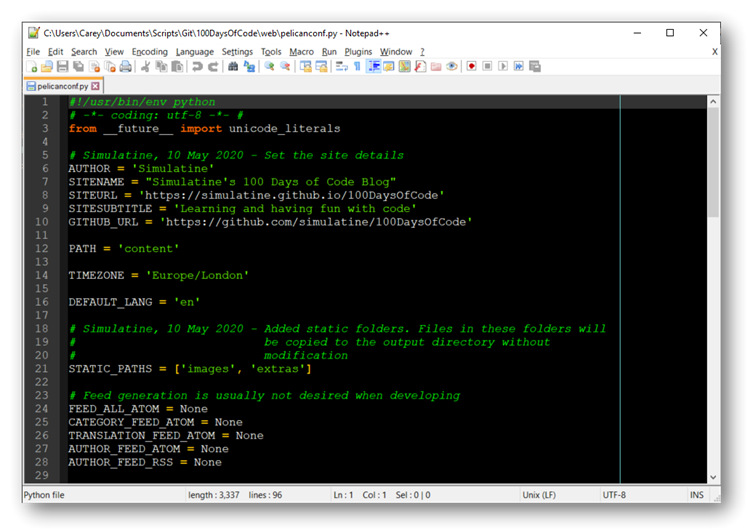 C:\Users\Carey\Documents\Scripts\Git\100DaysOfCode\web\pelicanconf.py - Notepad++
File Edit Search View Encoding Language Settings Tools Macro Run Plugins Window ? X
pelicanconf.py
1 #!/usr/bin/env python
2 # -*- coding: utf-8 -*- #
3 from __future__ import unicode_literals
4
5 # Simulatine, 10 May 2020 - Set the site details
6 AUTHOR = 'Simulatine'
7 SITENAME = "Simulatine's 100 Days of Code Blog"
8 SITEURL = 'https://simulatine.github.io/100DaysOfCode'
9 SITESUBTITLE = 'Learning and having fun with code'
10 GITHUB_URL = 'https://github.com/simulatine/100DaysOfCode'
11
12 PATH = 'content'
13
14 TIMEZONE = 'Europe/London'
15
16 DEFAULT_LANG = 'en'
17
18 # Simulatine, 10 May 2020 - Added static folders. Files in these folders will
19 # be copied to the output directory without
20 # modification
21 STATIC_PATHS = ['images', 'extras']
22
23 # Feed generation is usually not desired when developing
24 FEED_ALL_ATOM = None
25 CATEGORY_FEED_ATOM = None
26 TRANSLATION_FEED_ATOM = None
27 AUTHOR_FEED_ATOM = None
28 AUTHOR_FEED_RSS = None
29
Python file length : 3,337 lines : 96 Ln : 1 Col : 1 Sel : 0 | 0 Unix (LF) UTF-8 INS